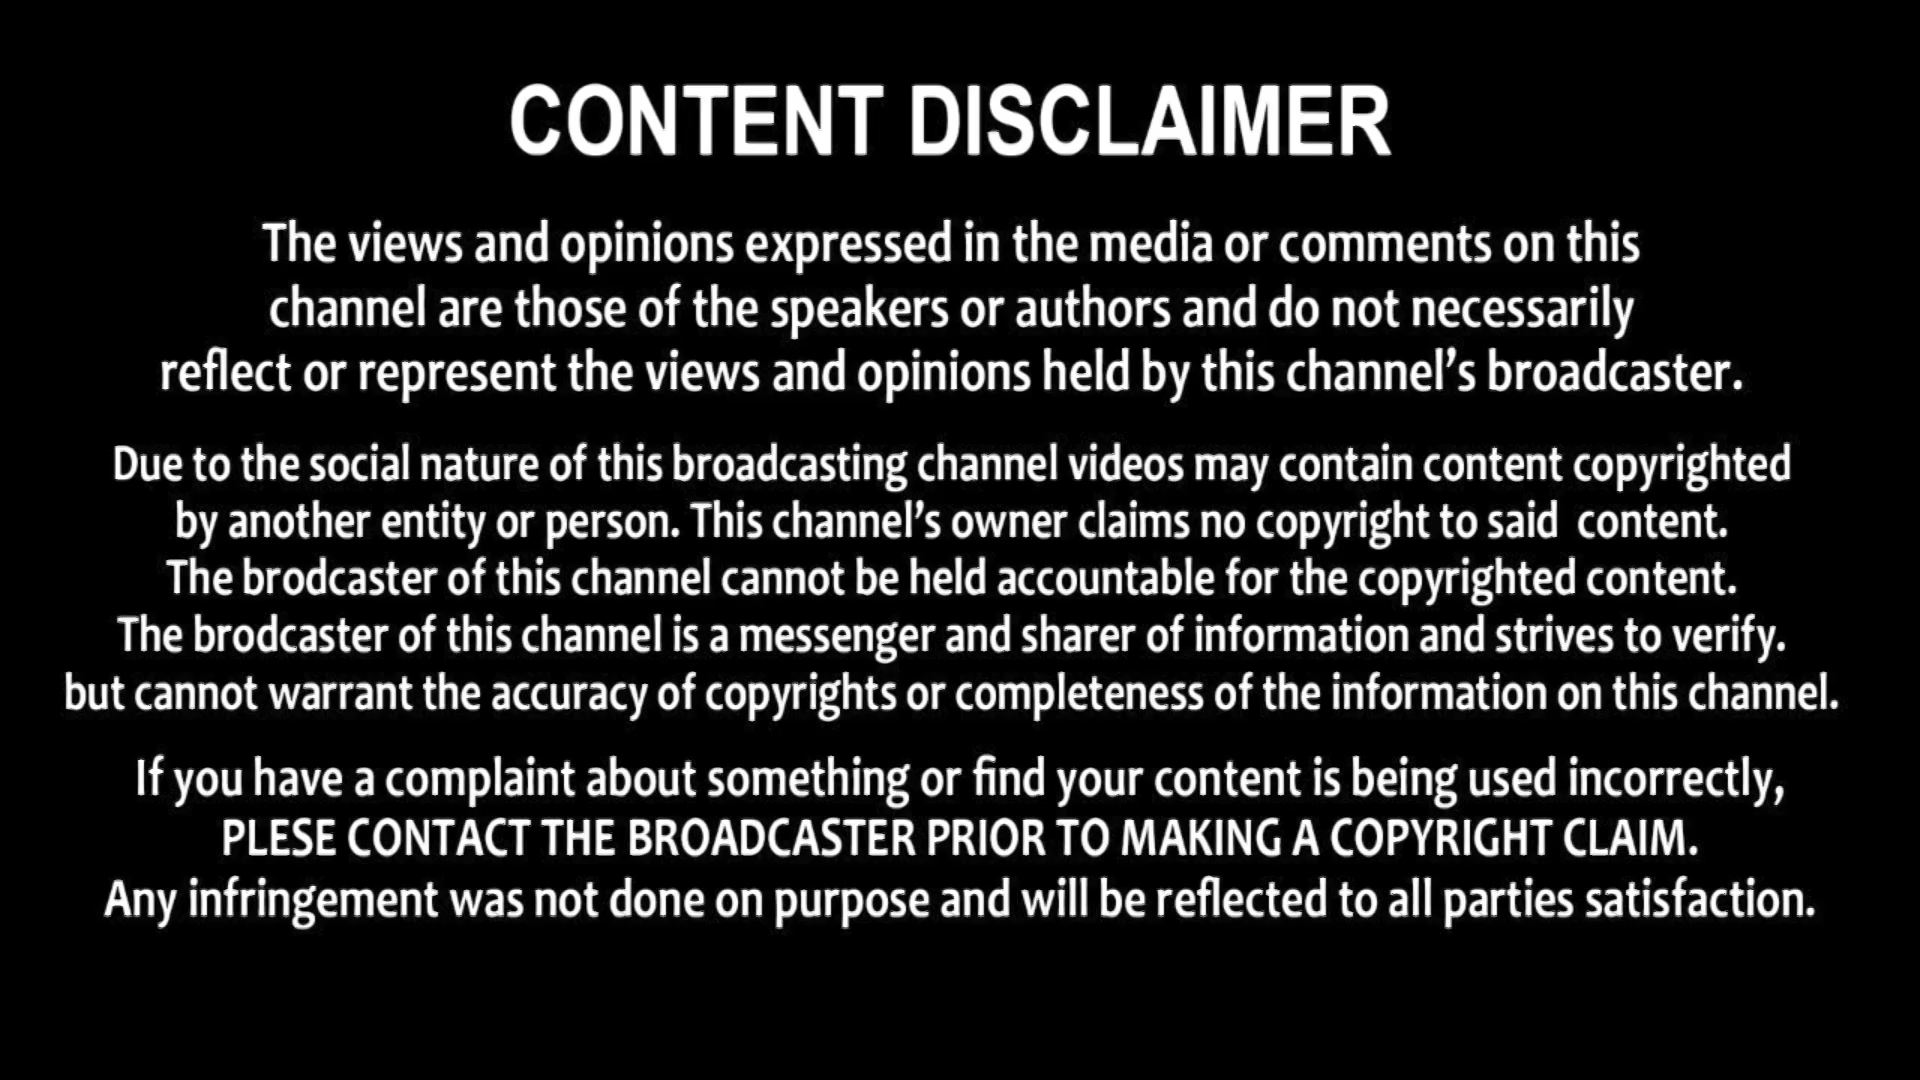 CONTENT DISCLAIMER
The views and opinions expressed in the media or comments on this
channel are those of the speakers or authors and do not necessarily
reflect or represent the views and opinions held by this channel’s broadcaster.
Due to the social nature of this broadcasting channel videos may contain content copyrighted
by another entity or person. This channel’s owner claims no copyright to said content.
The brodcaster of this channel cannot be held accountable for the copyrighted content.
The brodcaster of this channel is a messenger and sharer of information and strives to verify.
but cannot warrant the accuracy of copyrights or completeness of the information on this channel.
If you have a complaint about something or find your content is being used incorrectly,
PLESE CONTACT THE BROADCASTER PRIOR TO MAKING A COPYRIGHT CLAIM.
Any infringement was not done on purpose and will be reflected to all parties satisfaction.